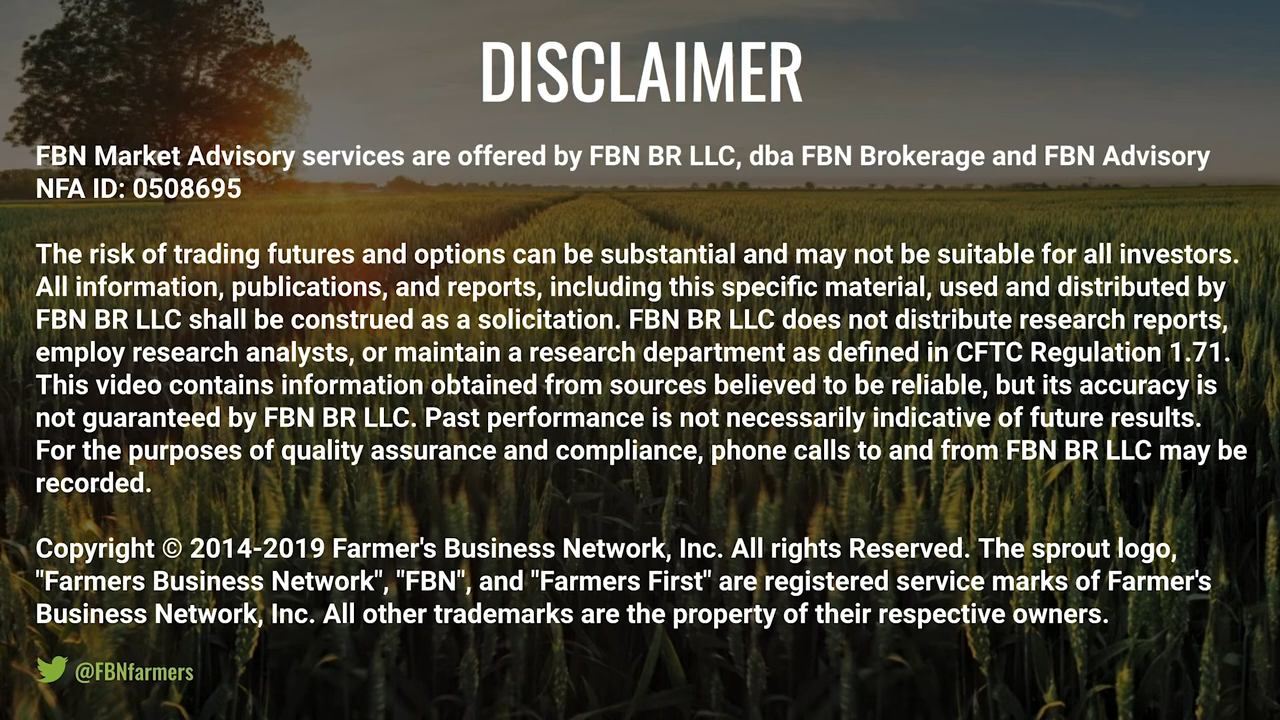 DISCLAIMER
FBN Market Advisory services are offered by FBN BR LLC, dba FBN Brokerage and FBN Advisory
NFA ID: 0508695
The risk of trading futures and options can be substantial and may not be suitable for all investors.
All information, publications, and reports, including this specific material, used and distributed by
FBN BR LLC shall be construed as a solicitation. FBN BR LLC does not distribute research reports,
employ research analysts, or maintain a research department as defined in CFTC Regulation 1.71.
This video contains information obtained from sources believed to be reliable, but its accuracy is
not guaranteed by FBN BR LLC. Past performance is not necessarily indicative of future results.
For the purposes of quality assurance and compliance, phone calls to and from FBN BR LLC may be
recorded.
Copyright © 2014-2019 Farmer's Business Network, Inc. All rights Reserved. The sprout logo,
"Farmers Business Network", "FBN", and "Farmers First" are registered service marks of Farmer's
Business Network, Inc. All other trademarks are the property of their respective owners.
@FBNfarmers